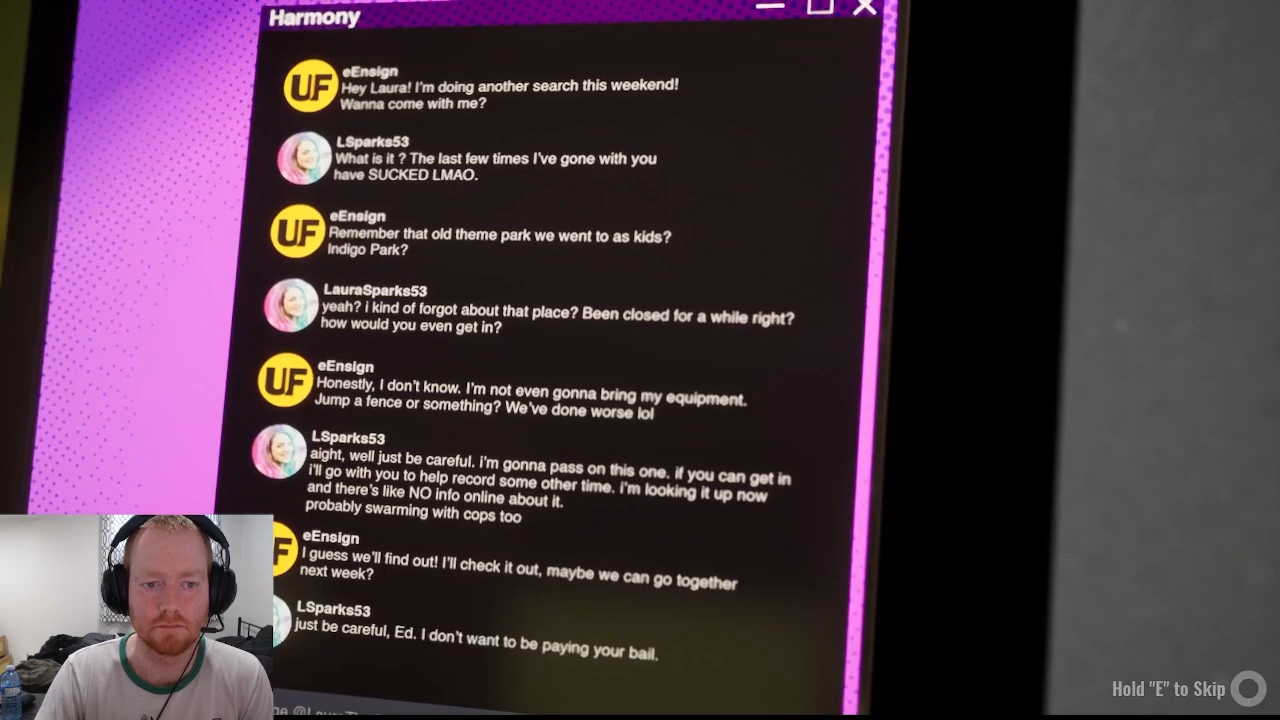 Harmony
UF
eEnsign
Hey Laura! I'm doing another search this weekend!
Wanna come with me?
LSparks53
What is it ? The last few times I've gone with you
have SUCKED LMAO.
UF
eEnsign
Remember that old theme park we went to as kids?
Indigo Park?
LauraSparks53
yeah? i kind of forgot about that place? Been closed for a while right?
how would you even get in?
UF
eEnsign
Honestly, I don't know. I'm not even gonna bring my equipment.
Jump a fence or something? We've done worse lol
LSparks53
aight, well just be careful. i'm gonna pass on this one. if you can get in
i'll go with you to help record some other time. i'm looking it up now
and there's like NO info online about it.
probably swarming with cops too
F
eEnsign
I guess we'll find out! I'll check it out, maybe we can go together
next week?
LSparks53
just be careful, Ed. I don't want to be paying your bail.
Hold "E" to Skip